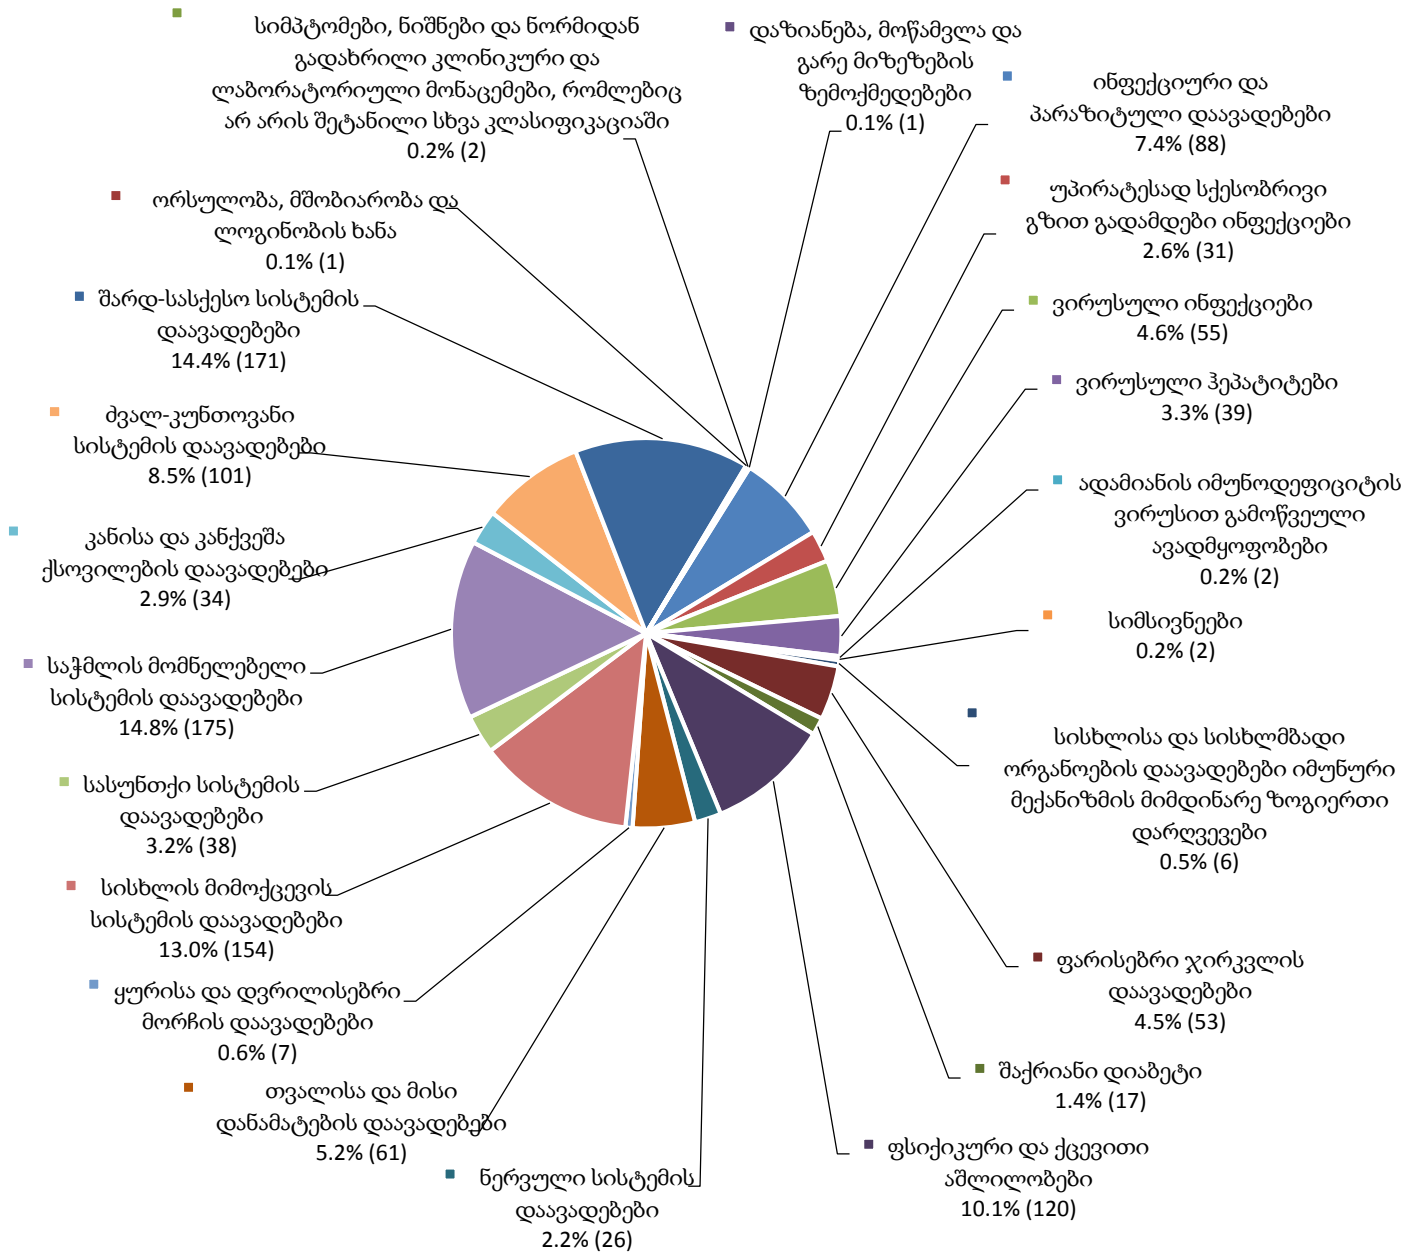 სიმპტომები, ნიშნები და ნორმიდან
გადახრილი კლინიკური და
ლაბორატორიული მონაცემები, რომლებიც
არ არის შეტანილი სხვა კლასიფიკაციაში
0.2% (2)
დაზიანება, მოწამვლა და
გარე მიზეზების
ზემოქმედებები
0.1% (1)
ინფექციური და
პარაზიტული დაავადებები
7.4% (88)
უპირატესად სქესობრივი
გზით გადამდები ინფექციები
2.6% (31)
ვირუსული ინფექციები
4.6% (55)
ვირუსული ჰეპატიტები
3.3% (39)
ადამიანის იმუნოდეფიციტის
ვირუსით გამოწვეული
ავადმყოფობები
0.2% (2)
სიმსივნეები
0.2% (2)
სისხლისა და სისხლმბადი
ორგანოების დაავადებები იმუნური
მექანიზმის მიმდინარე ზოგიერთი
დარღვევები
0.5% (6)
ფარისებრი ჯირკვლის
დაავადებები
4.5% (53)
შაქრიანი დიაბეტი
1.4% (17)
ფსიქიკური და ქცევითი
აშლილობები
10.1% (120)
ნერვული სისტემის
დაავადებები
2.2% (26)
თვალისა და მისი
დანამატების დაავადებები
5.2% (61)
ყურისა და დვრილისებრი
მორჩის დაავადებები
0.6% (7)
სისხლის მიმოქცევის
სისტემის დაავადებები
13.0% (154)
სასუნთქი სისტემის
დაავადებები
3.2% (38)
საჭმლის მომნელებელი
სისტემის დაავადებები
14.8% (175)
კანისა და კანქვეშა
ქსოვილების დაავადებები
2.9% (34)
ძვალ-კუნთოვანი
სისტემის დაავადებები
8.5% (101)
შარდ-სასქესო სისტემის
დაავადებები
14.4% (171)
ორსულობა, მშობიარობა და
ლოგინობის ხანა
0.1% (1)